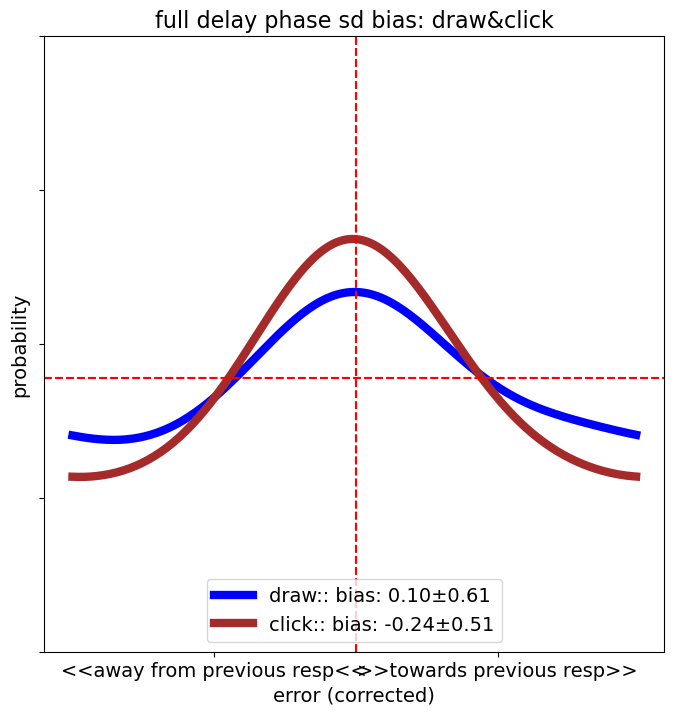 full delay phase sd bias: draw&click
probability
draw:: bias: 0.10±0.61
click:: bias: -0.24±0.51
<<away from previous resp<< >>towards previous resp>>
error (corrected)